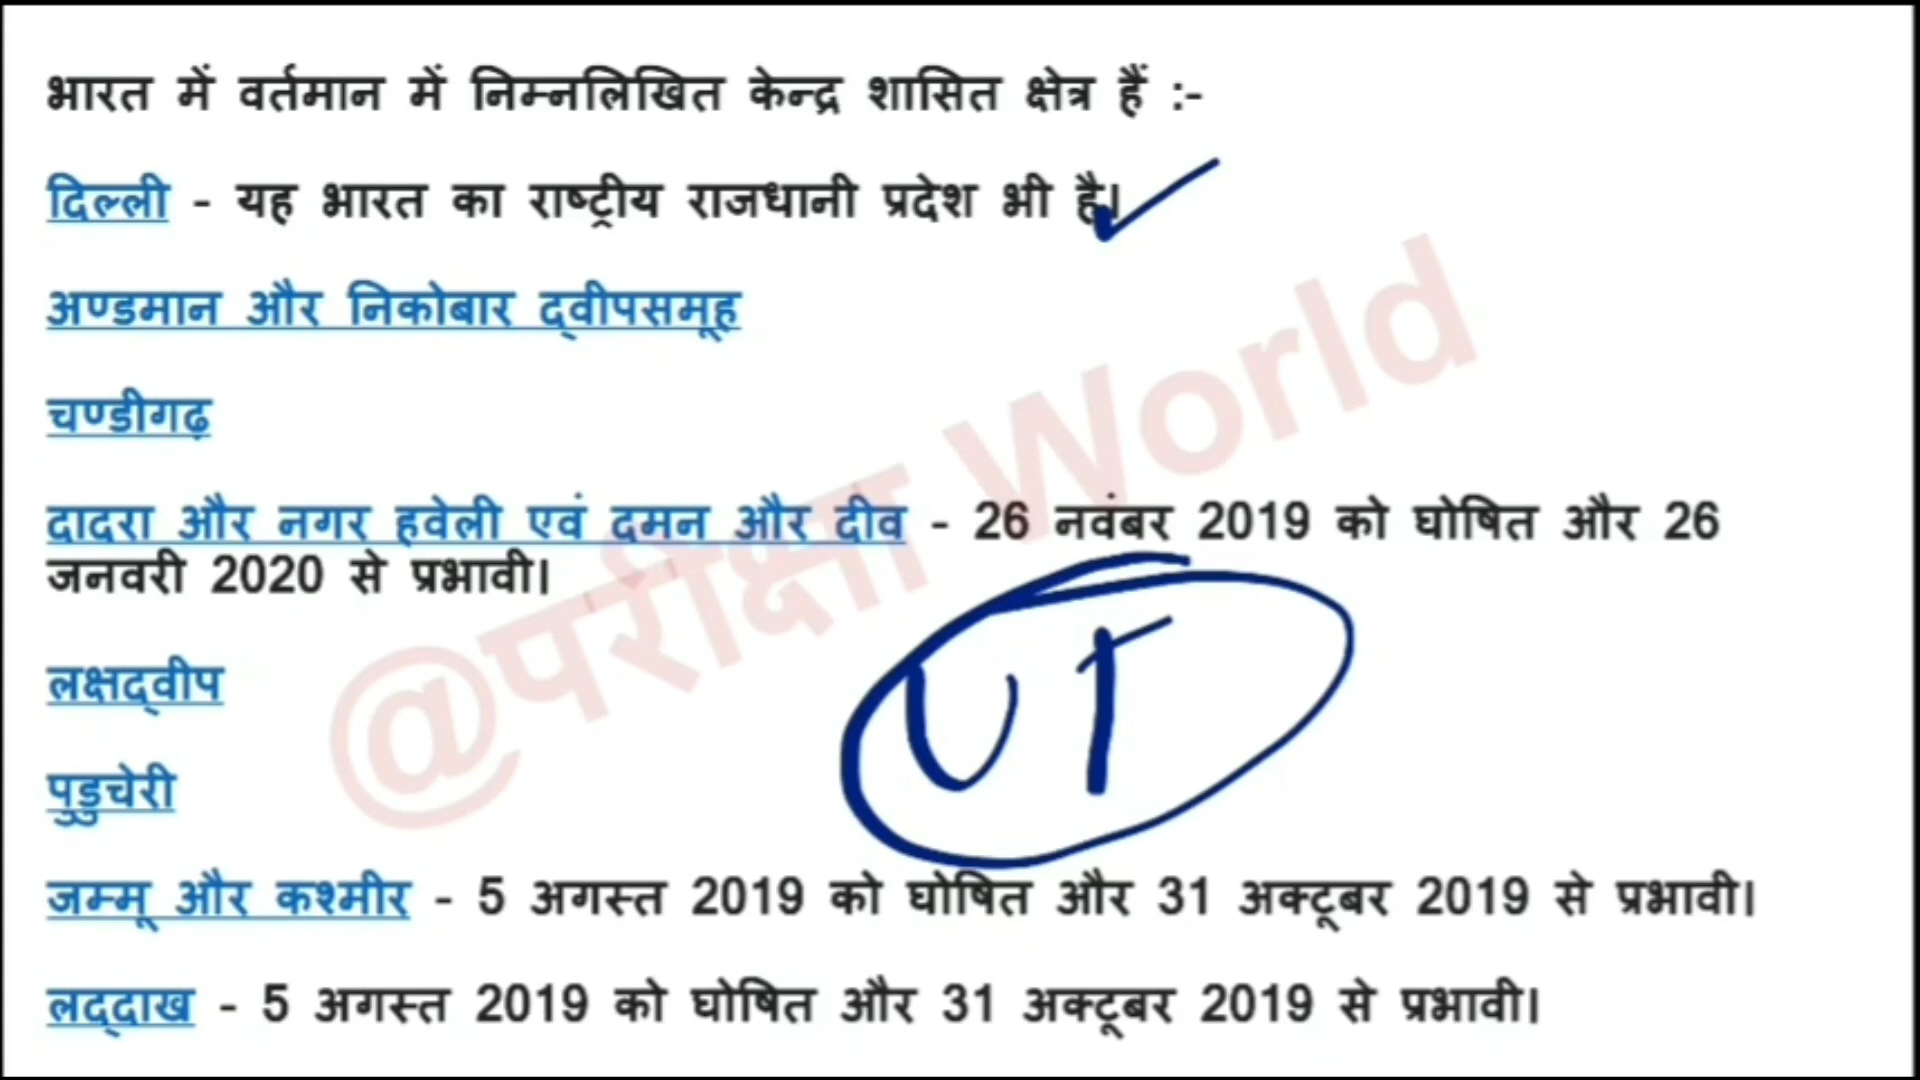 भारत में वर्तमान में निम्नलिखित केन्द्र शासित क्षेत्र हैं :-
दिल्ली - यह भारत का राष्ट्रीय राजधानी प्रदेश भी है।
अण्डमान और निकोबार द्वीपसमूह
चण्डीगढ़
दादरा और नगर हवेली एवं दमन और दीव - 26 नवंबर 2019 को घोषित और 26
जनवरी 2020 से प्रभावी।
लक्षद्वीप
पुडुचेरी
जम्मू और कश्मीर - 5 अगस्त 2019 को घोषित और 31 अक्टूबर 2019 से प्रभावी।
लद्दाख - 5 अगस्त 2019 को घोषित और 31 अक्टूबर 2019 से प्रभावी।
UT
@परीक्षा World